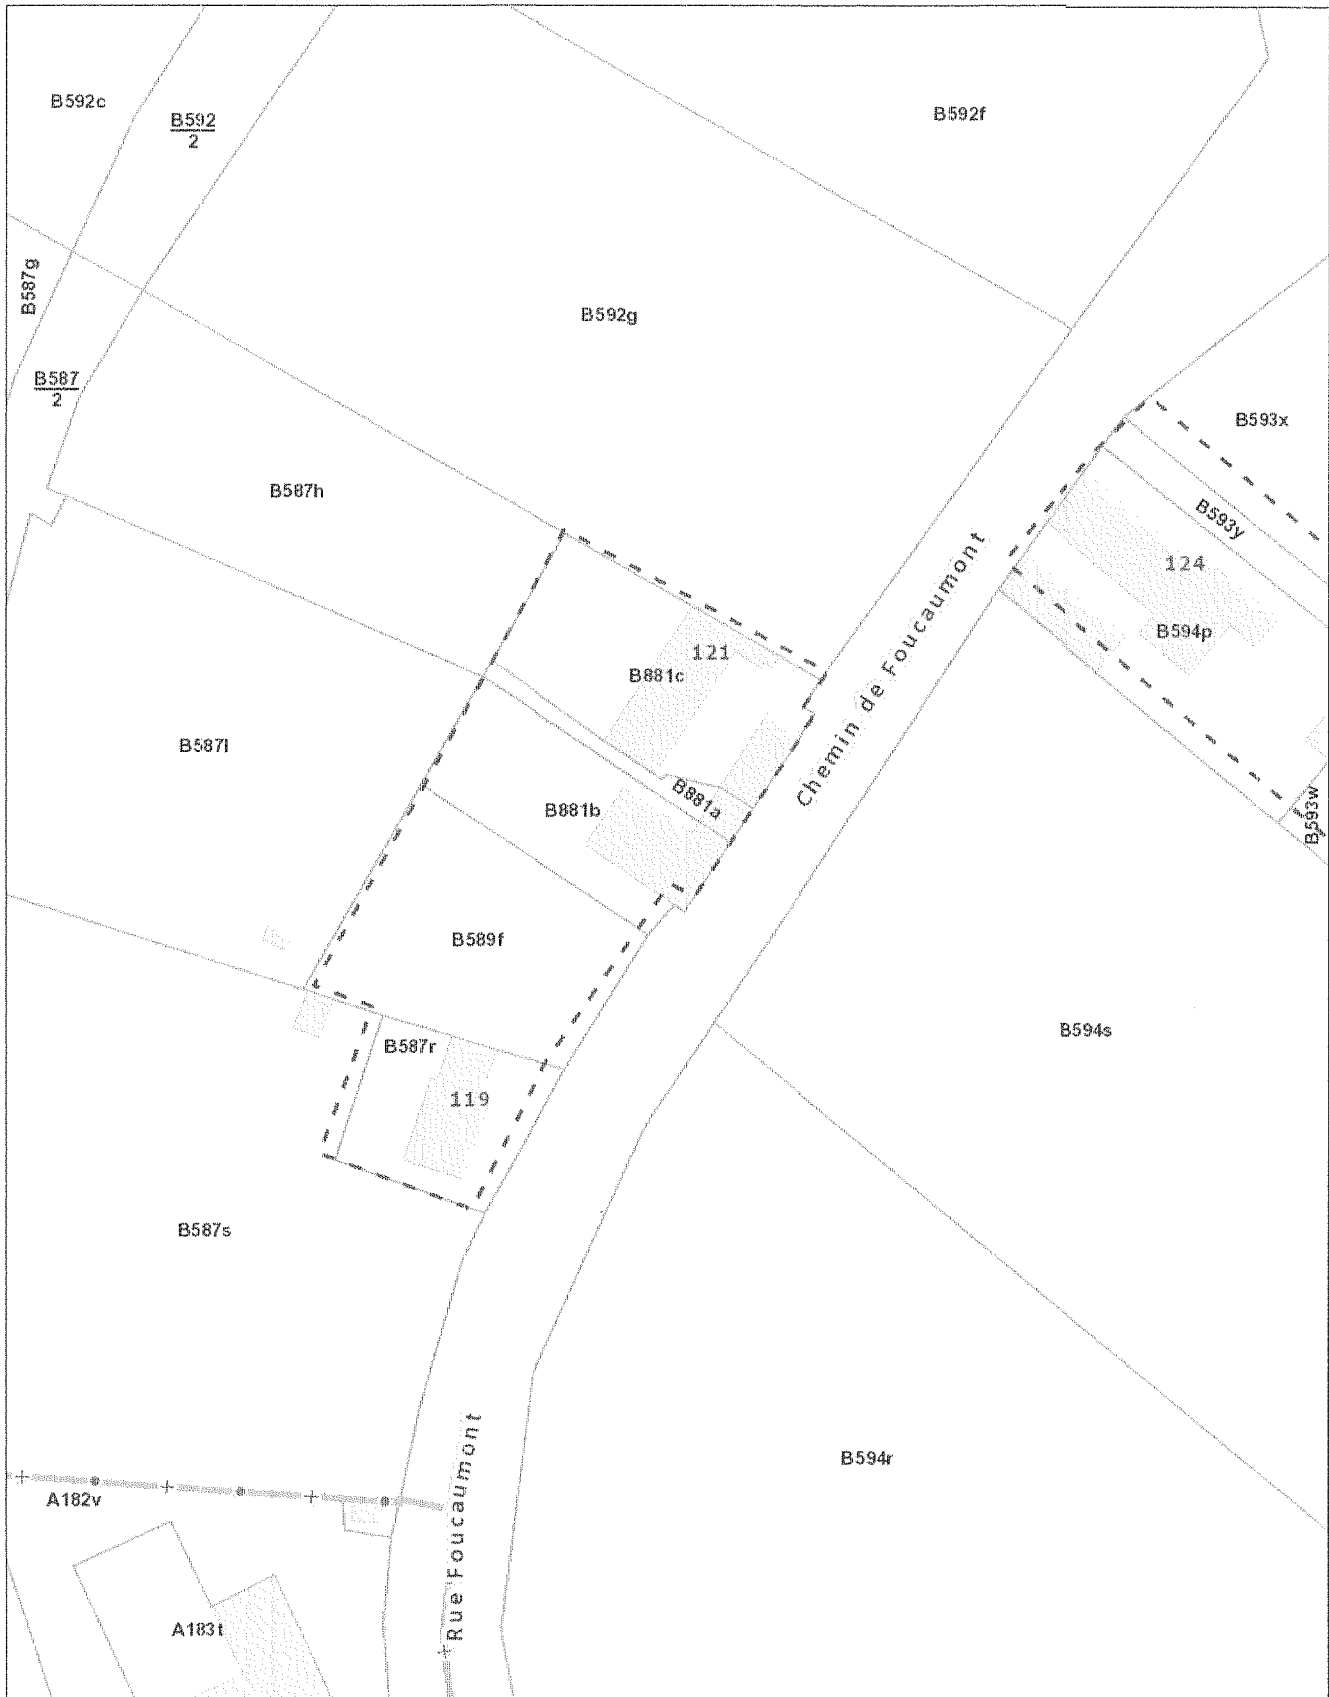 B592c
B592
2
B592f
B587g
B592g
B587
2
B593x
B587h
B593y
124
B594p
121
B881c
Chemin de Foucaumont
B587l
B881a
B881b
B593w
B589f
B594s
B587r
119
B587s
Rue Foucaumont
B594r
A182v
A183t